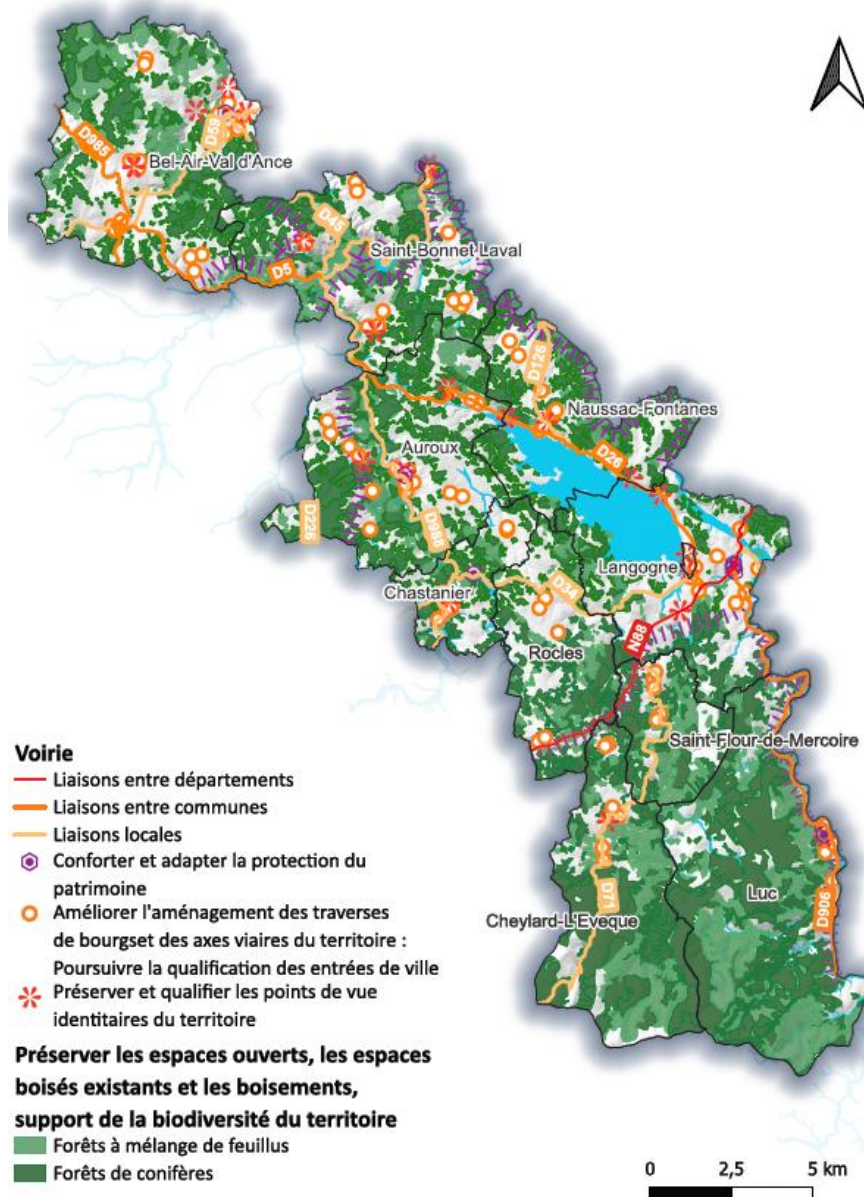 D985
D59
Bel-Air-Val d'Ance
D45
Saint-Bonnet-Laval
D5
D126
Naussac-Fontanes
Auroux
D26
D226
D988
Langogne
Chastanier
D34
N88
Rocles
Saint-Flour-de-Mercoire
D71
Luc
D906
Cheylard-L'Eveque
Voirie
Liaisons entre départements
Liaisons entre communes
Liaisons locales
Conforter et adapter la protection du
patrimoine
Améliorer l'aménagement des traverses
de bourgset des axes viaires du territoire :
Poursuivre la qualification des entrées de ville
Préserver et qualifier les points de vue
identitaires du territoire
Préserver les espaces ouverts, les espaces
boisés existants et les boisements,
support de la biodiversité du territoire
Forêts à mélange de feuillus
Forêts de conifères
0 2,5 5 km